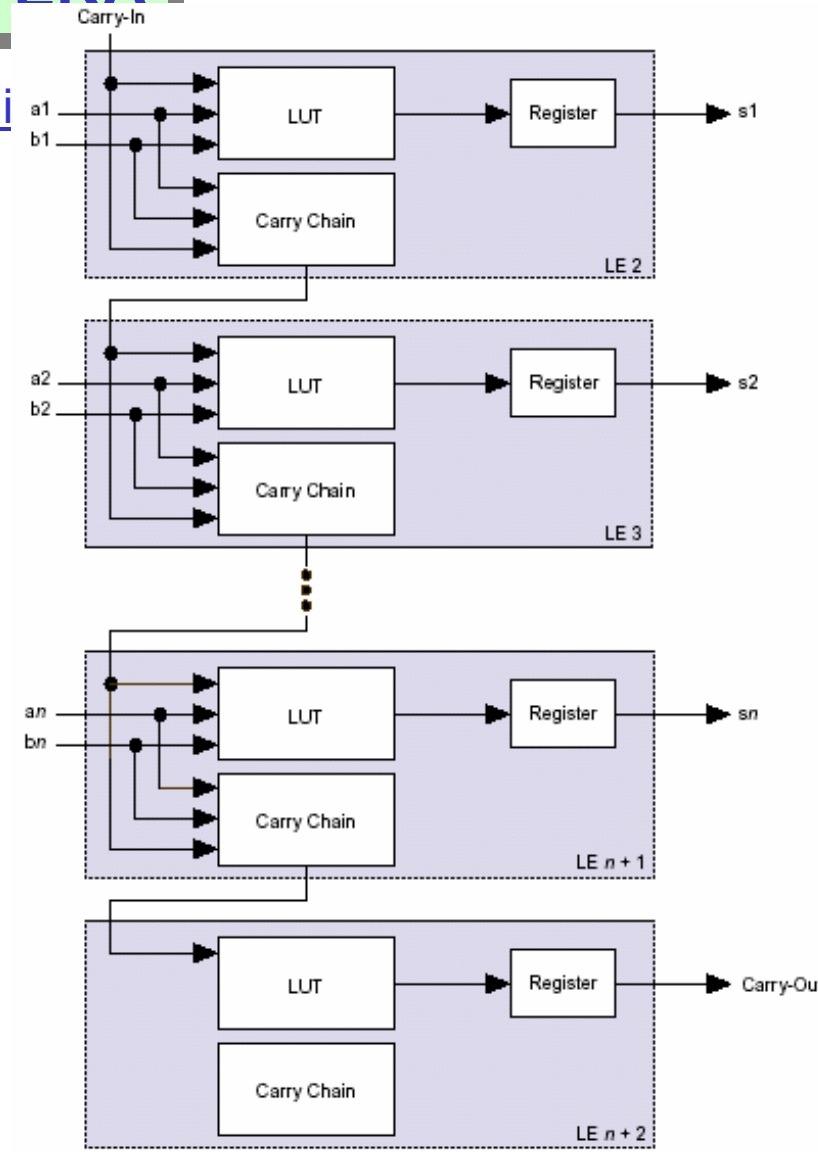 Carry-In
a1
b1
LUT
Register
s1
Carry Chain
LE 2
a2
b2
LUT
Register
s2
Carry Chain
LE 3
an
bn
LUT
Register
sn
Carry Chain
LE n + 1
LUT
Register
Carry-Ou
Carry Chain
LE n + 2